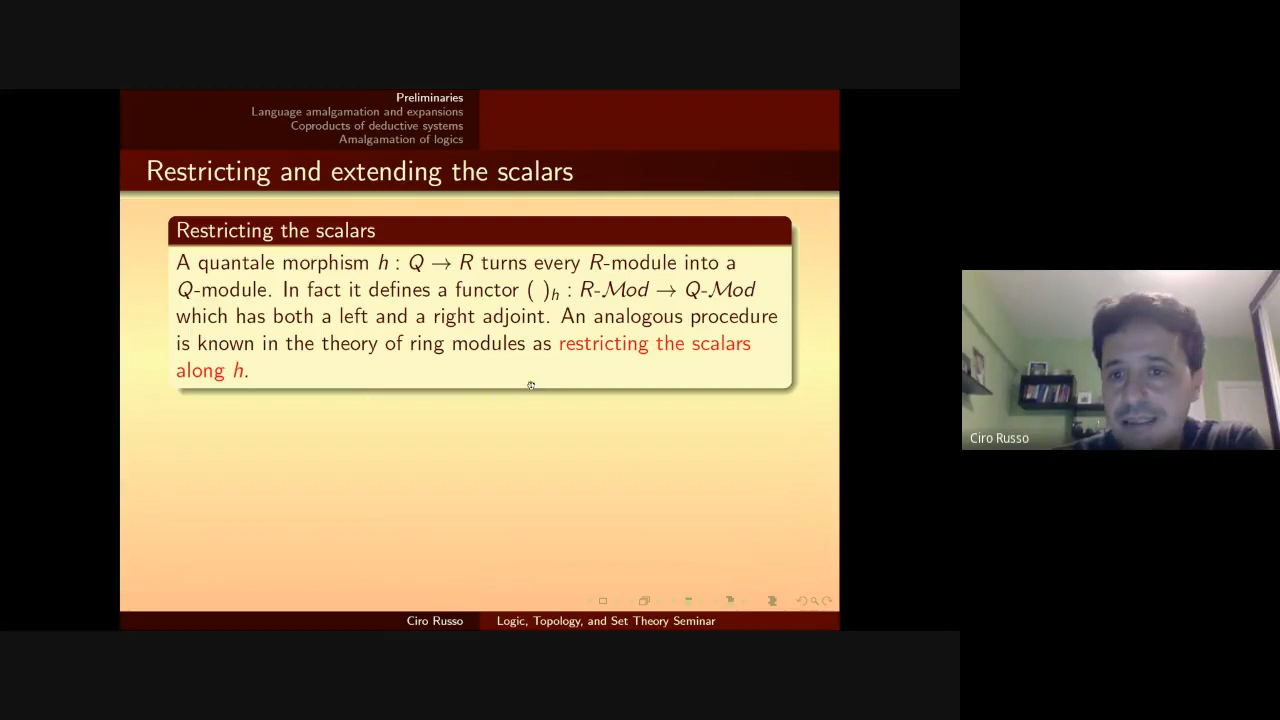 Preliminaries
Language amalgamation and expansions
Coproducts of deductive systems
Amalgamation of logics
Restricting and extending the scalars
Restricting the scalars
A quantale morphism h : Q → R turns every R-module into a
Q-module. In fact it defines a functor ( )ₕ : R-Mod → Q-Mod
which has both a left and a right adjoint. An analogous procedure
is known in the theory of ring modules as restricting the scalars
along h.
Ciro Russo
Ciro Russo Logic, Topology, and Set Theory Seminar